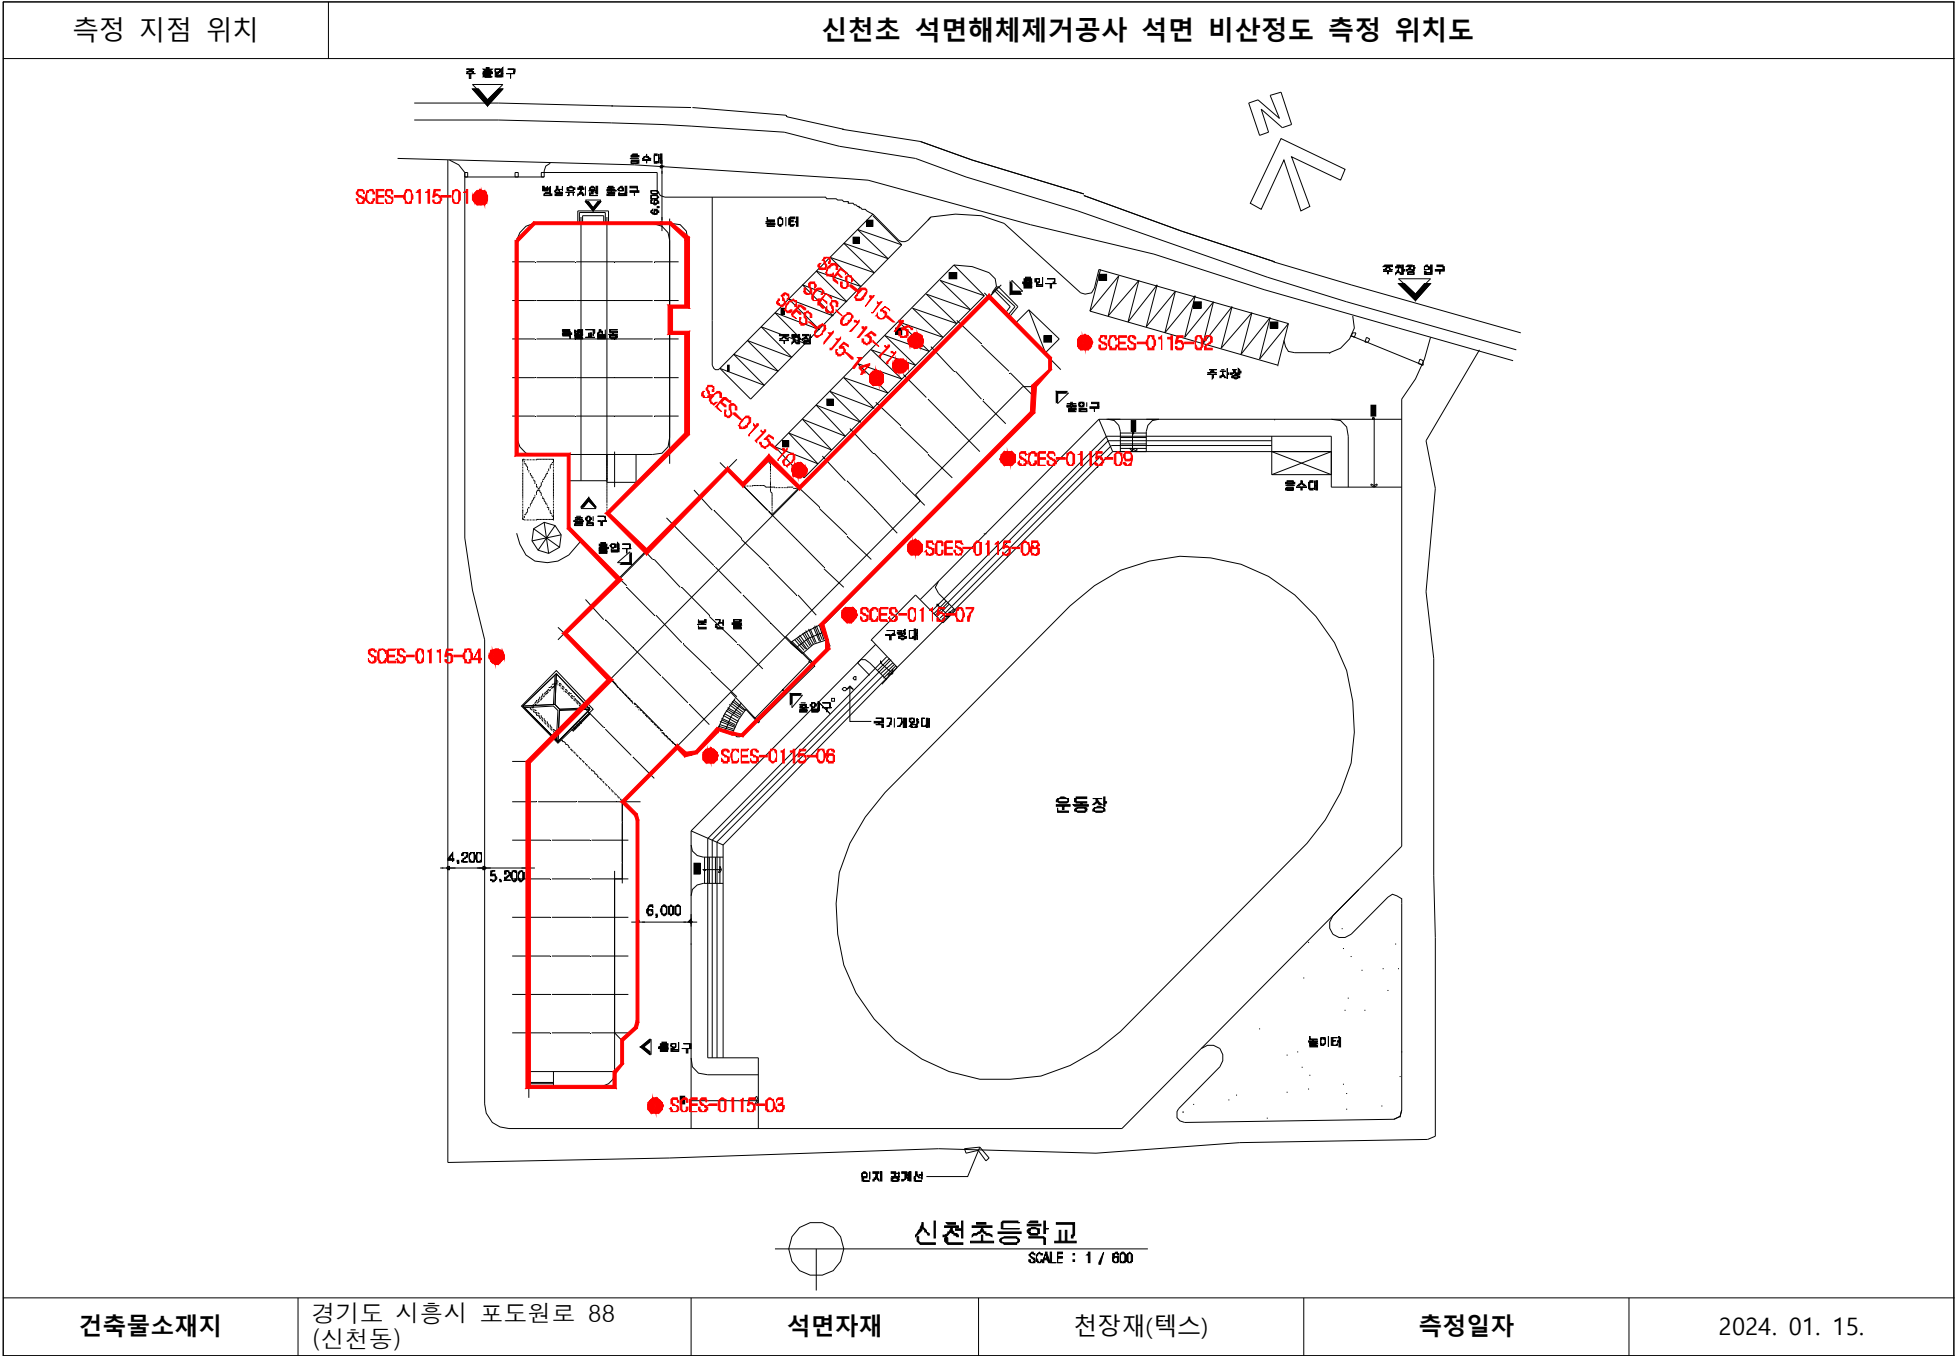 측정 지점 위치
신천초 석면해체제거공사 석면 비산정도 측정 위치도
주 출입구
음수대
SCES-0115-01
병설유치원 출입구
6,600
놀이터
주차장 입구
출입구
SCES-0115-15
SCES-0115-11
SCES-0115-14
주차장
특별교실동
SCES-0115-02
주차장
SCES-0115-10
출입구
SCES-0115-09
음수대
출입구
출입구
SCES-0115-08
SCES-0115-07
본 건 물
구령대
SCES-0115-04
출입구
국기게양대
SCES-0115-06
운동장
4,200
5,200
6,000
출입구
놀이터
SCES-0115-03
인지 경계선
신천초등학교
SCALE : 1 / 600
건축물소재지
경기도 시흥시 포도원로 88
(신천동)
석면자재
천장재(텍스)
측정일자
2024. 01. 15.